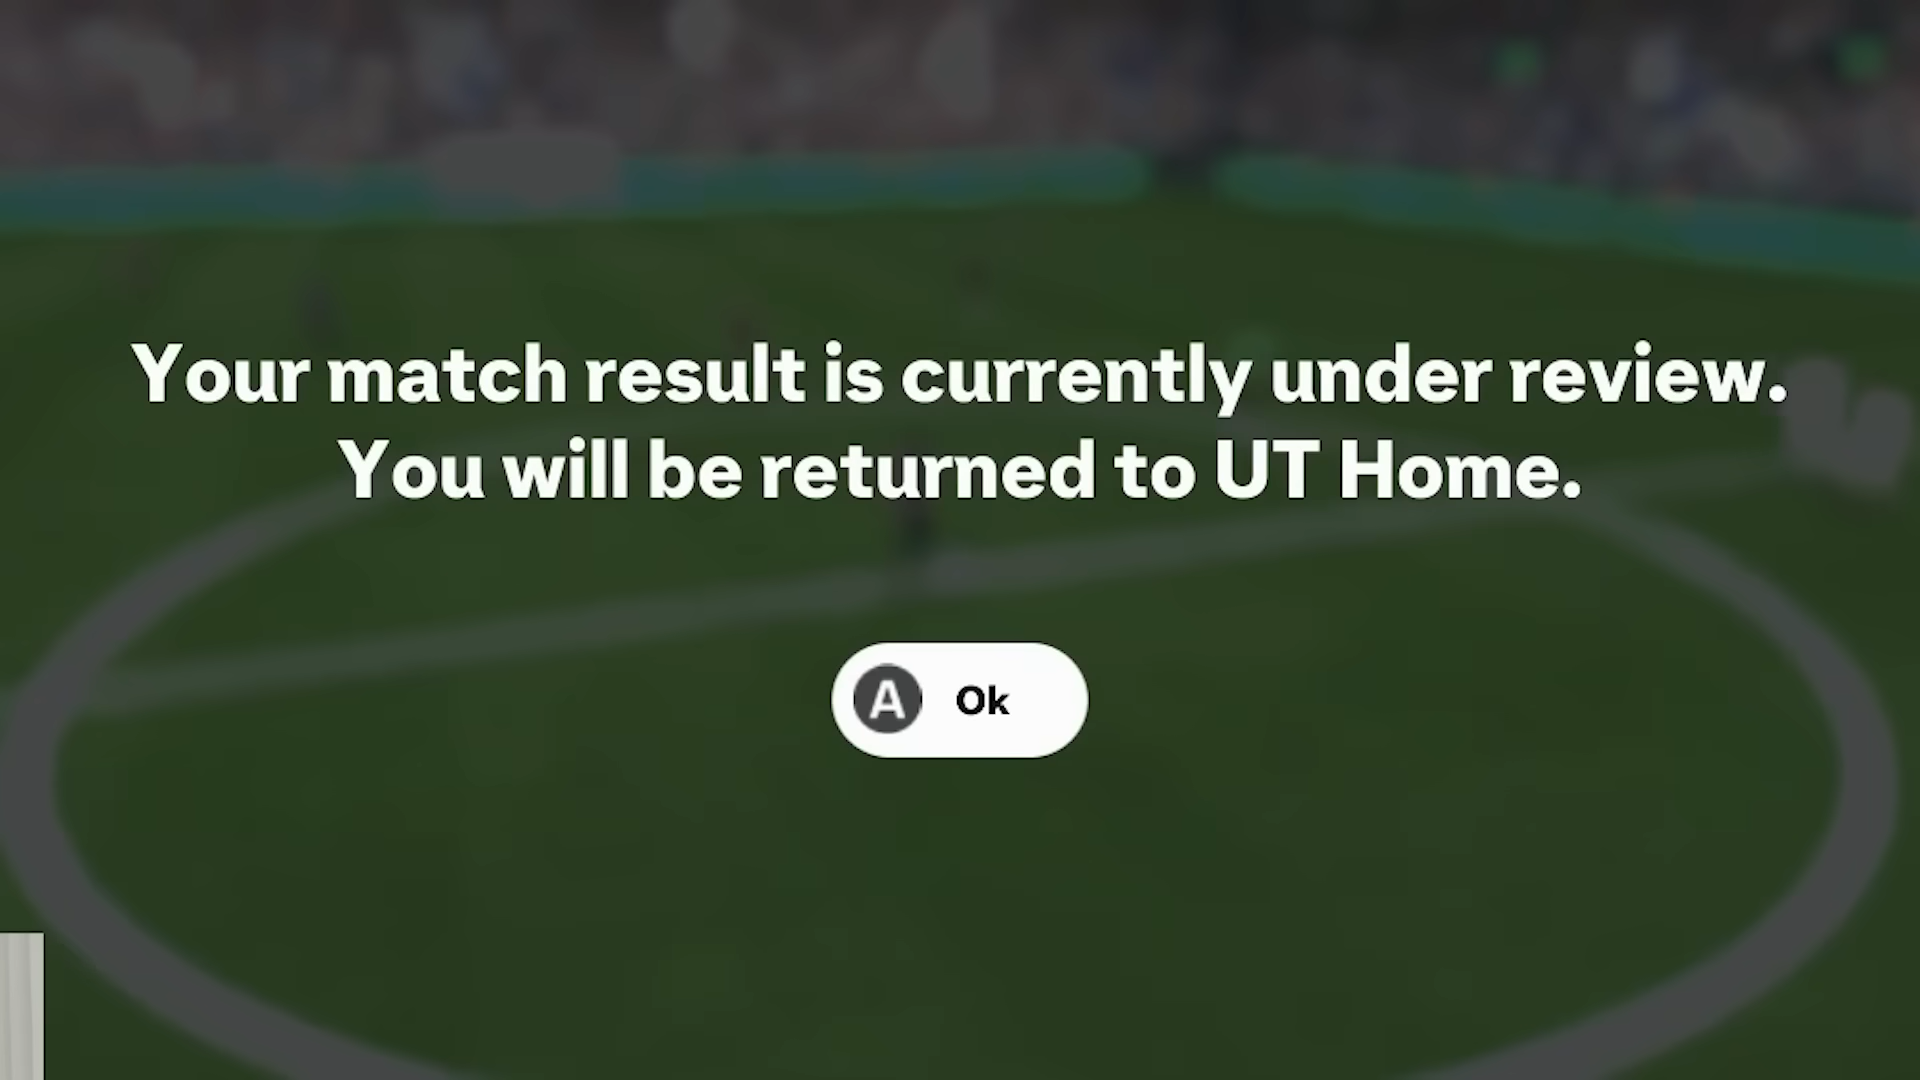 Your match result is currently under review.
You will be returned to UT Home.
A Ok